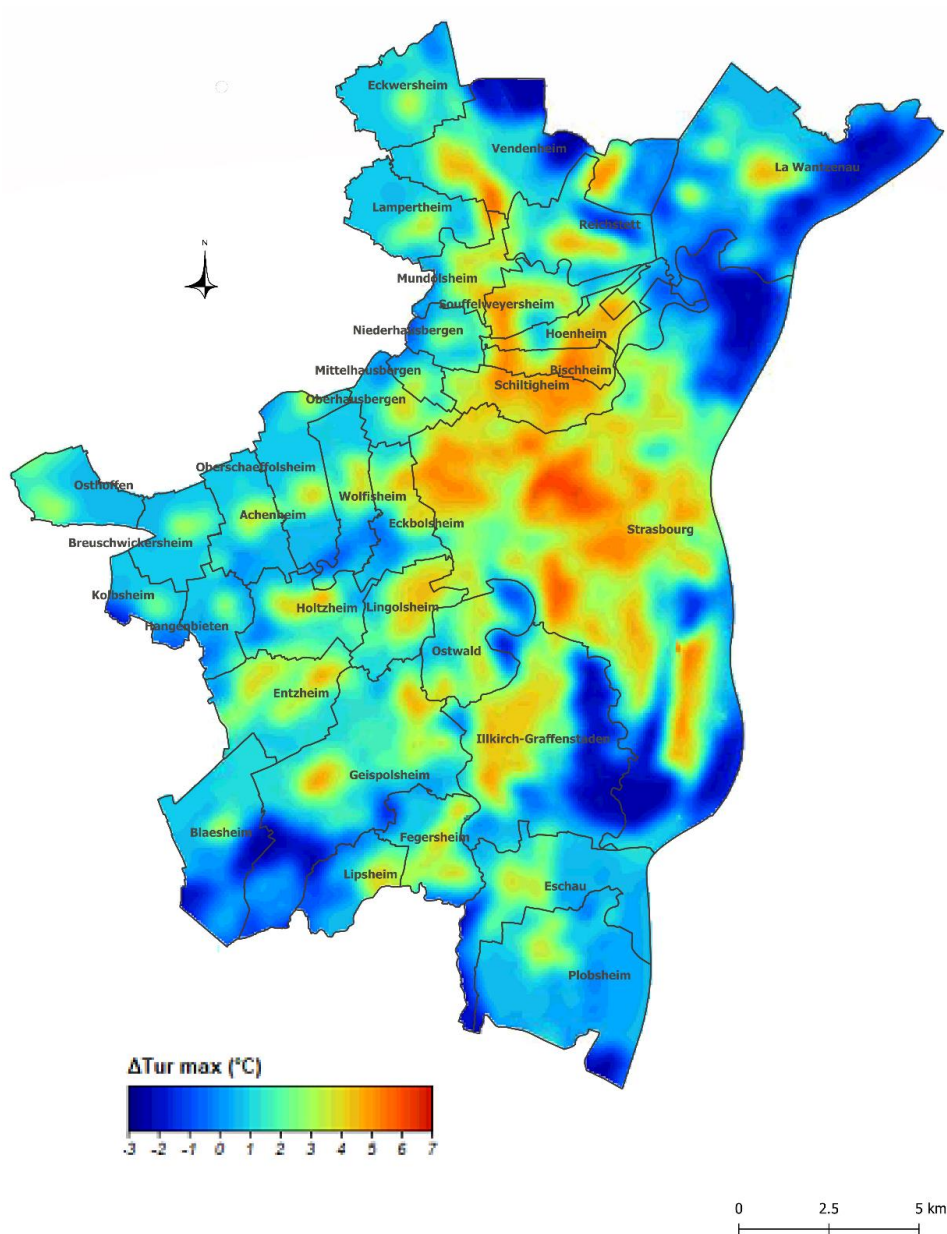 Eckwersheim
Vendenheim
La Wantzenau
Lampertheim
Reichstett
Mundolsheim
Souffelweyersheim
Niederhausbergen
Hoenheim
Mittelhausbergen
Bischheim
Schiltigheim
Oberhausbergen
Oberschaeffolsheim
Osthoffen
Wolfisheim
Achenheim
Eckbolsheim
Strasbourg
Breuschwickersheim
Kolbsheim
Holtzheim
Lingolsheim
Hangenbieten
Ostwald
Entzheim
Illkirch-Graffenstaden
Geispolsheim
Blaesheim
Fegersheim
Lipsheim
Eschau
Plobsheim
N
ΔTur max (°C)
-3 -2 -1 0 1 2 3 4 5 6 7
0 2.5 5 km